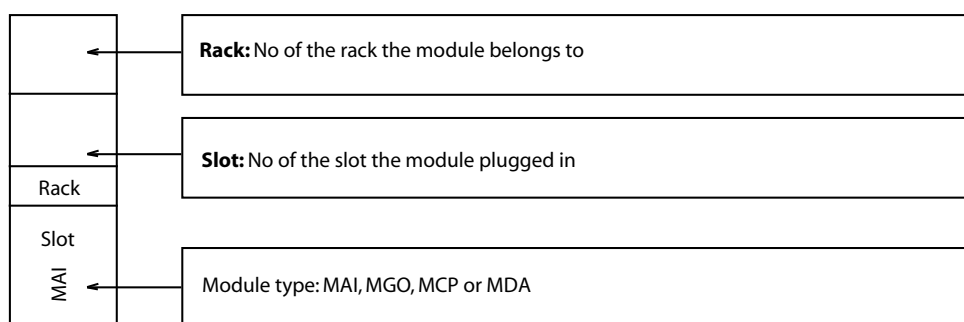 Rack: No of the rack the module belongs to
Slot: No of the slot the module plugged in
Rack
Slot
MAI
Module type: MAI, MGO, MCP or MDA